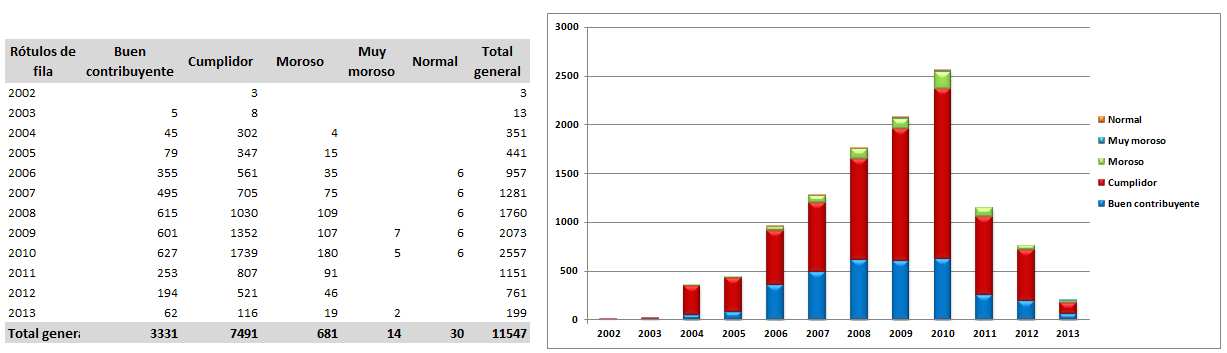 Rótulos de fila Buen contribuyente Cumplidor Moroso Muy moroso Normal Total general
2002 3 3
2003 5 8 13
2004 45 302 4 351
2005 79 347 15 441
2006 355 561 35 6 957
2007 495 705 75 6 1281
2008 615 1030 109 6 1760
2009 601 1352 107 7 6 2073
2010 627 1739 180 5 6 2557
2011 253 807 91 1151
2012 194 521 46 761
2013 62 116 19 2 199
Total genera 3331 7491 681 14 30 11547
3000
2500
2000
1500
1000
500
0
2002 2003 2004 2005 2006 2007 2008 2009 2010 2011 2012 2013
Normal
Muy moroso
Moroso
Cumplidor
Buen contribuyente